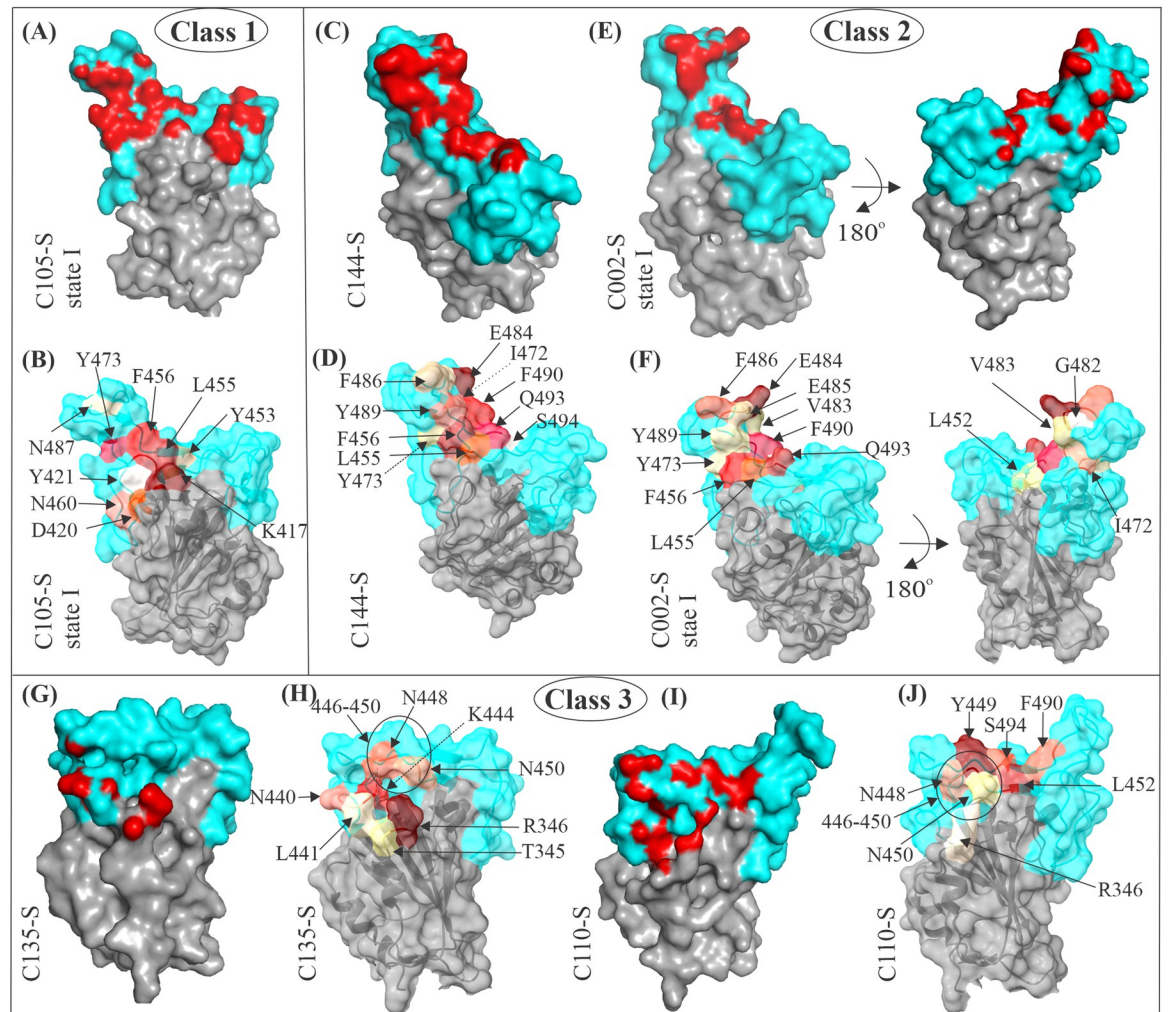 (A)
Class 1
C105-S
state I
(B)
Y473
F456
L455
Y453
N487
Y421
N460
D420
K417
C105-S
state I
(C)
C144-S
(E)
Class 2
C002-S
state I
180°
(D)
E484
I472
F486
F490
Q493
Y489
S494
F456
L455
Y473
C144-S
(F)
F486
E484
E485
V483
Y489
F490
Y473
Q493
F456
L455
C002-S
stae I
180°
V483
G482
L452
I472
(G)
C135-S
(H)
Class 3
446-450
N448
K444
N450
N440
R346
L441
T345
C135-S
(I)
C110-S
(J)
Y449
F490
S494
N448
L452
446-450
N450
R346
C110-S